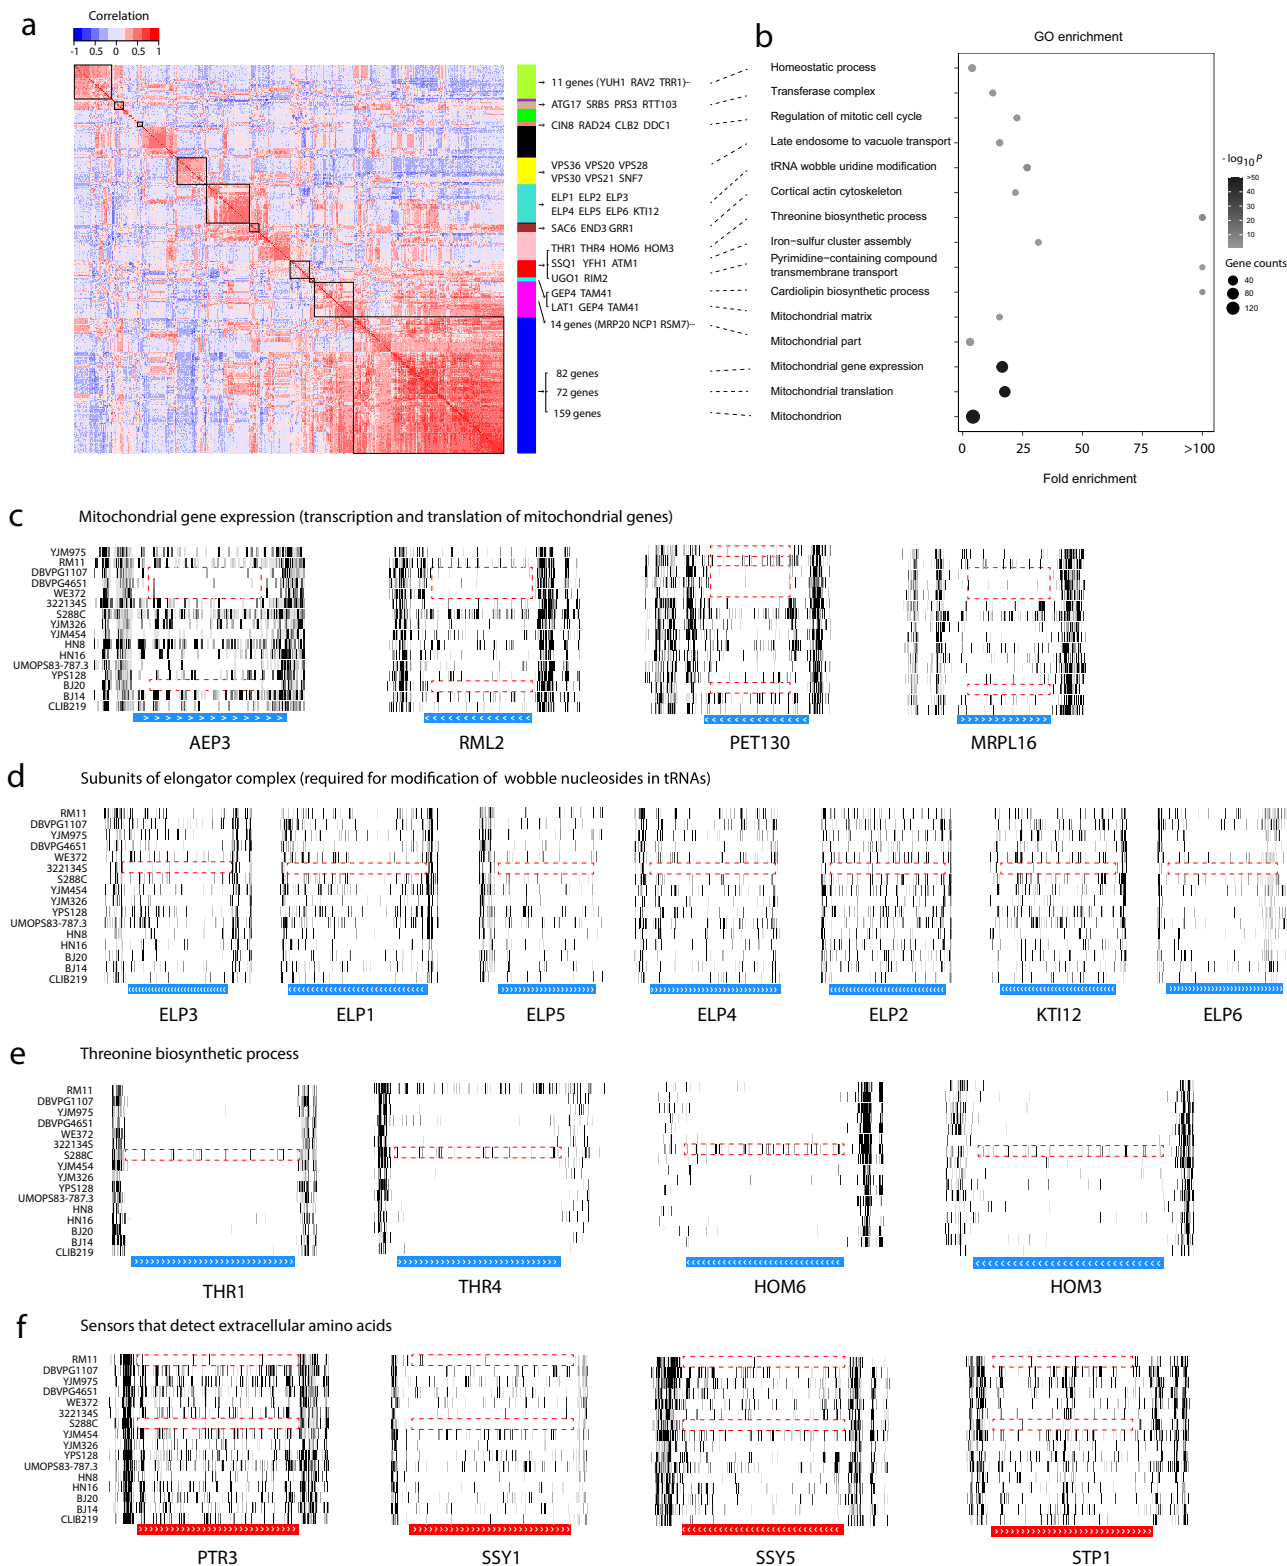 a
Correlation
-1 0.5 0 0.5 1
11 genes (YUH1 RAV2 TRR1)
ATG17 SRB5 PRS3 RTT103
CIN8 RAD24 CLB2 DDC1
VPS36 VPS20 VPS28
VPS30 VPS21 SNF7
ELP1 ELP2 ELP3
ELP4 ELP5 ELP6 KTI12
SAC6 END3 GRR1
THR1 THR4 HOM6 HOM3
SSQ1 YFH1 ATM1
UGO1 RIM2
GEP4 TAM41
LAT1 GEP4 TAM41
14 genes (MRP20 NCP1 RSM7)
82 genes
72 genes
159 genes
b
GO enrichment
Homeostatic process
Transferase complex
Regulation of mitotic cell cycle
Late endosome to vacuole transport
tRNA wobble uridine modification
Cortical actin cytoskeleton
Threonine biosynthetic process
Iron−sulfur cluster assembly
Pyrimidine−containing compound
transmembrane transport
Cardiolipin biosynthetic process
Mitochondrial matrix
Mitochondrial part
Mitochondrial gene expression
Mitochondrial translation
Mitochondrion
0 25 50 75 >100
Fold enrichment
- log10 P
>50
40
30
20
10
Gene counts
40
80
120
c
Mitochondrial gene expression (transcription and translation of mitochondrial genes)
YJM975
RM11
DBVPG1107
DBVPG4651
WE372
322134S
S288C
YJM326
YJM454
HN8
HN16
UMOPS83-787.3
YPS128
BJ20
BJ14
CLIB219
AEP3 RML2 PET130 MRPL16
d
Subunits of elongator complex (required for modification of wobble nucleosides in tRNAs)
RM11
DBVPG1107
YJM975
DBVPG4651
WE372
322134S
S288C
YJM454
YJM326
YPS128
UMOPS83-787.3
HN8
HN16
BJ20
BJ14
CLIB219
ELP3 ELP1 ELP5 ELP4 ELP2 KTI12 ELP6
e
Threonine biosynthetic process
RM11
DBVPG1107
YJM975
DBVPG4651
WE372
322134S
S288C
YJM454
YJM326
YPS128
UMOPS83-787.3
HN8
HN16
BJ20
BJ14
CLIB219
THR1 THR4 HOM6 HOM3
f
Sensors that detect extracellular amino acids
RM11
DBVPG1107
YJM975
DBVPG4651
WE372
322134S
S288C
YJM454
YJM326
YPS128
UMOPS83-787.3
HN8
HN16
BJ20
BJ14
CLIB219
PTR3 SSY1 SSY5 STP1